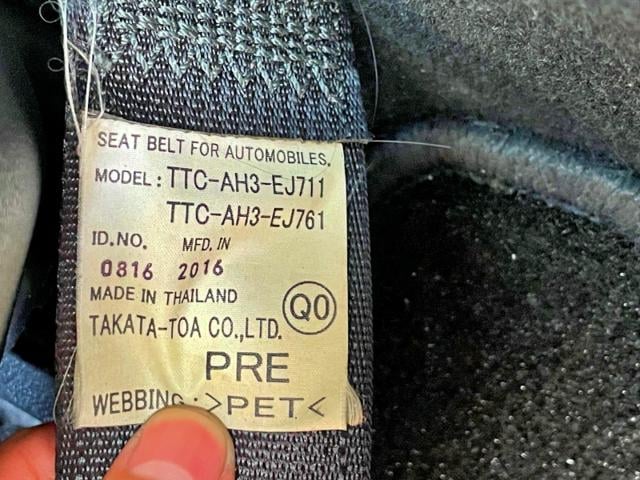 SEAT BELT FOR AUTOMOBILES.
MODEL: TTC-AH3-EJ711
TTC-AH3-EJ761
ID.NO. MFD. IN
0816 2016
MADE IN THAILAND
TAKATA-TOA CO.,LTD.
Q0
PRE
WEBBING: >PET<